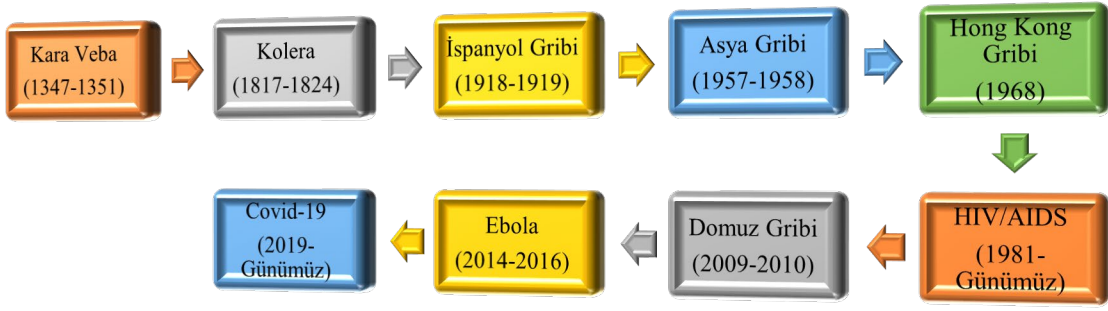 Kara Veba
(1347-1351)
Kolera
(1817-1824)
İspanyol Gribi
(1918-1919)
Asya Gribi
(1957-1958)
Hong Kong
Gribi
(1968)
HIV/AIDS
(1981-
Günümüz)
Domuz Gribi
(2009-2010)
Ebola
(2014-2016)
Covid-19
(2019-
Günümüz)